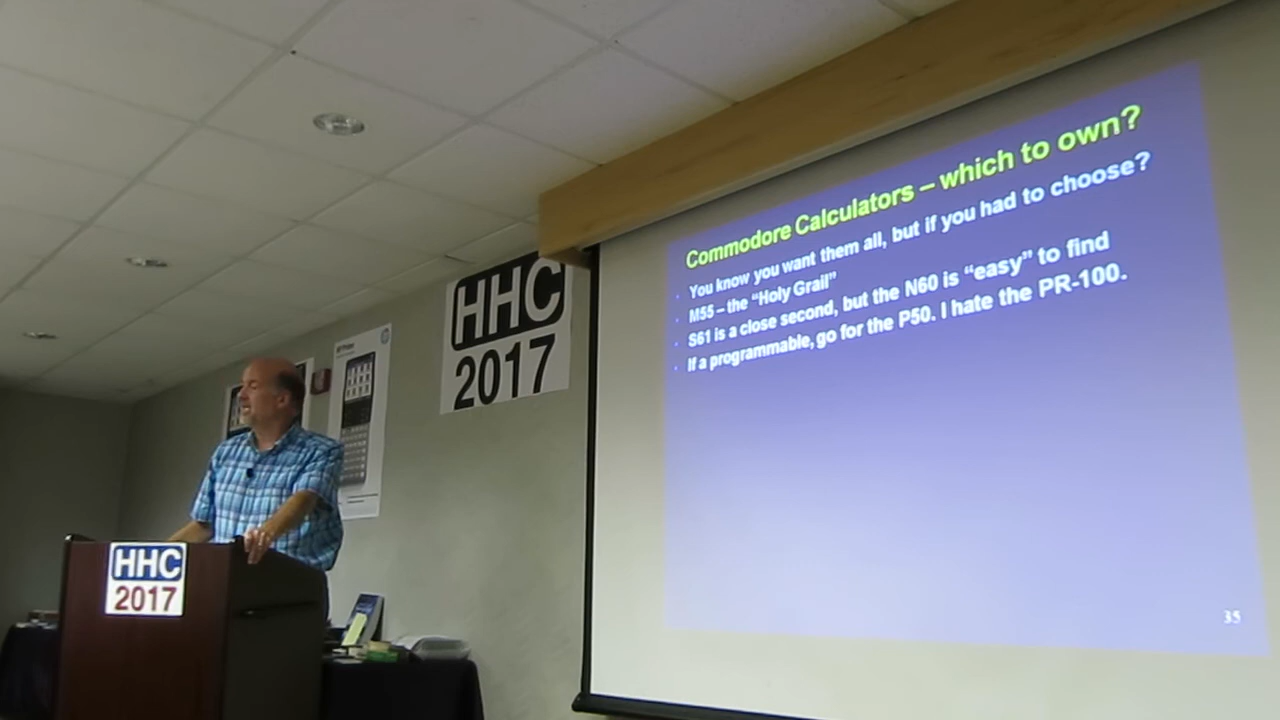 HHC
2017
HHC
2017
Commodore Calculators – which to own?
You know you want them all, but if you had to choose?
M55 – the “Holy Grail”
S61 is a close second, but the N60 is “easy” to find
If a programmable, go for the P50. I hate the PR-100.
35